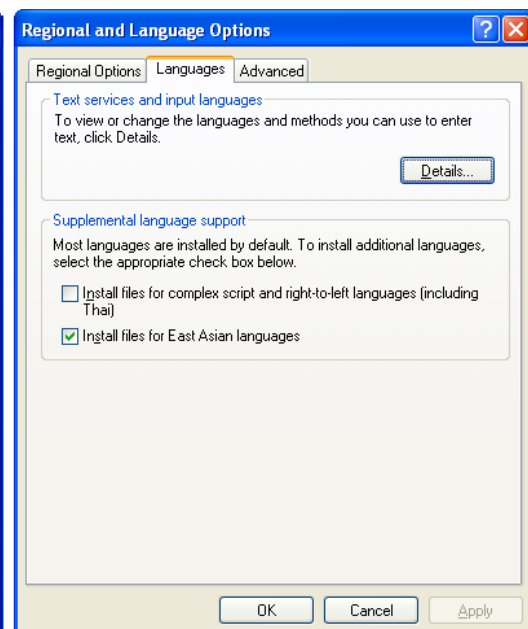 Regional and Language Options
Regional Options Languages Advanced
Text services and input languages
To view or change the languages and methods you can use to enter
text, click Details.
Details...
Supplemental language support
Most languages are installed by default. To install additional languages,
select the appropriate check box below.
Install files for complex script and right-to-left languages (including
Thai)
Install files for East Asian languages
OK Cancel Apply